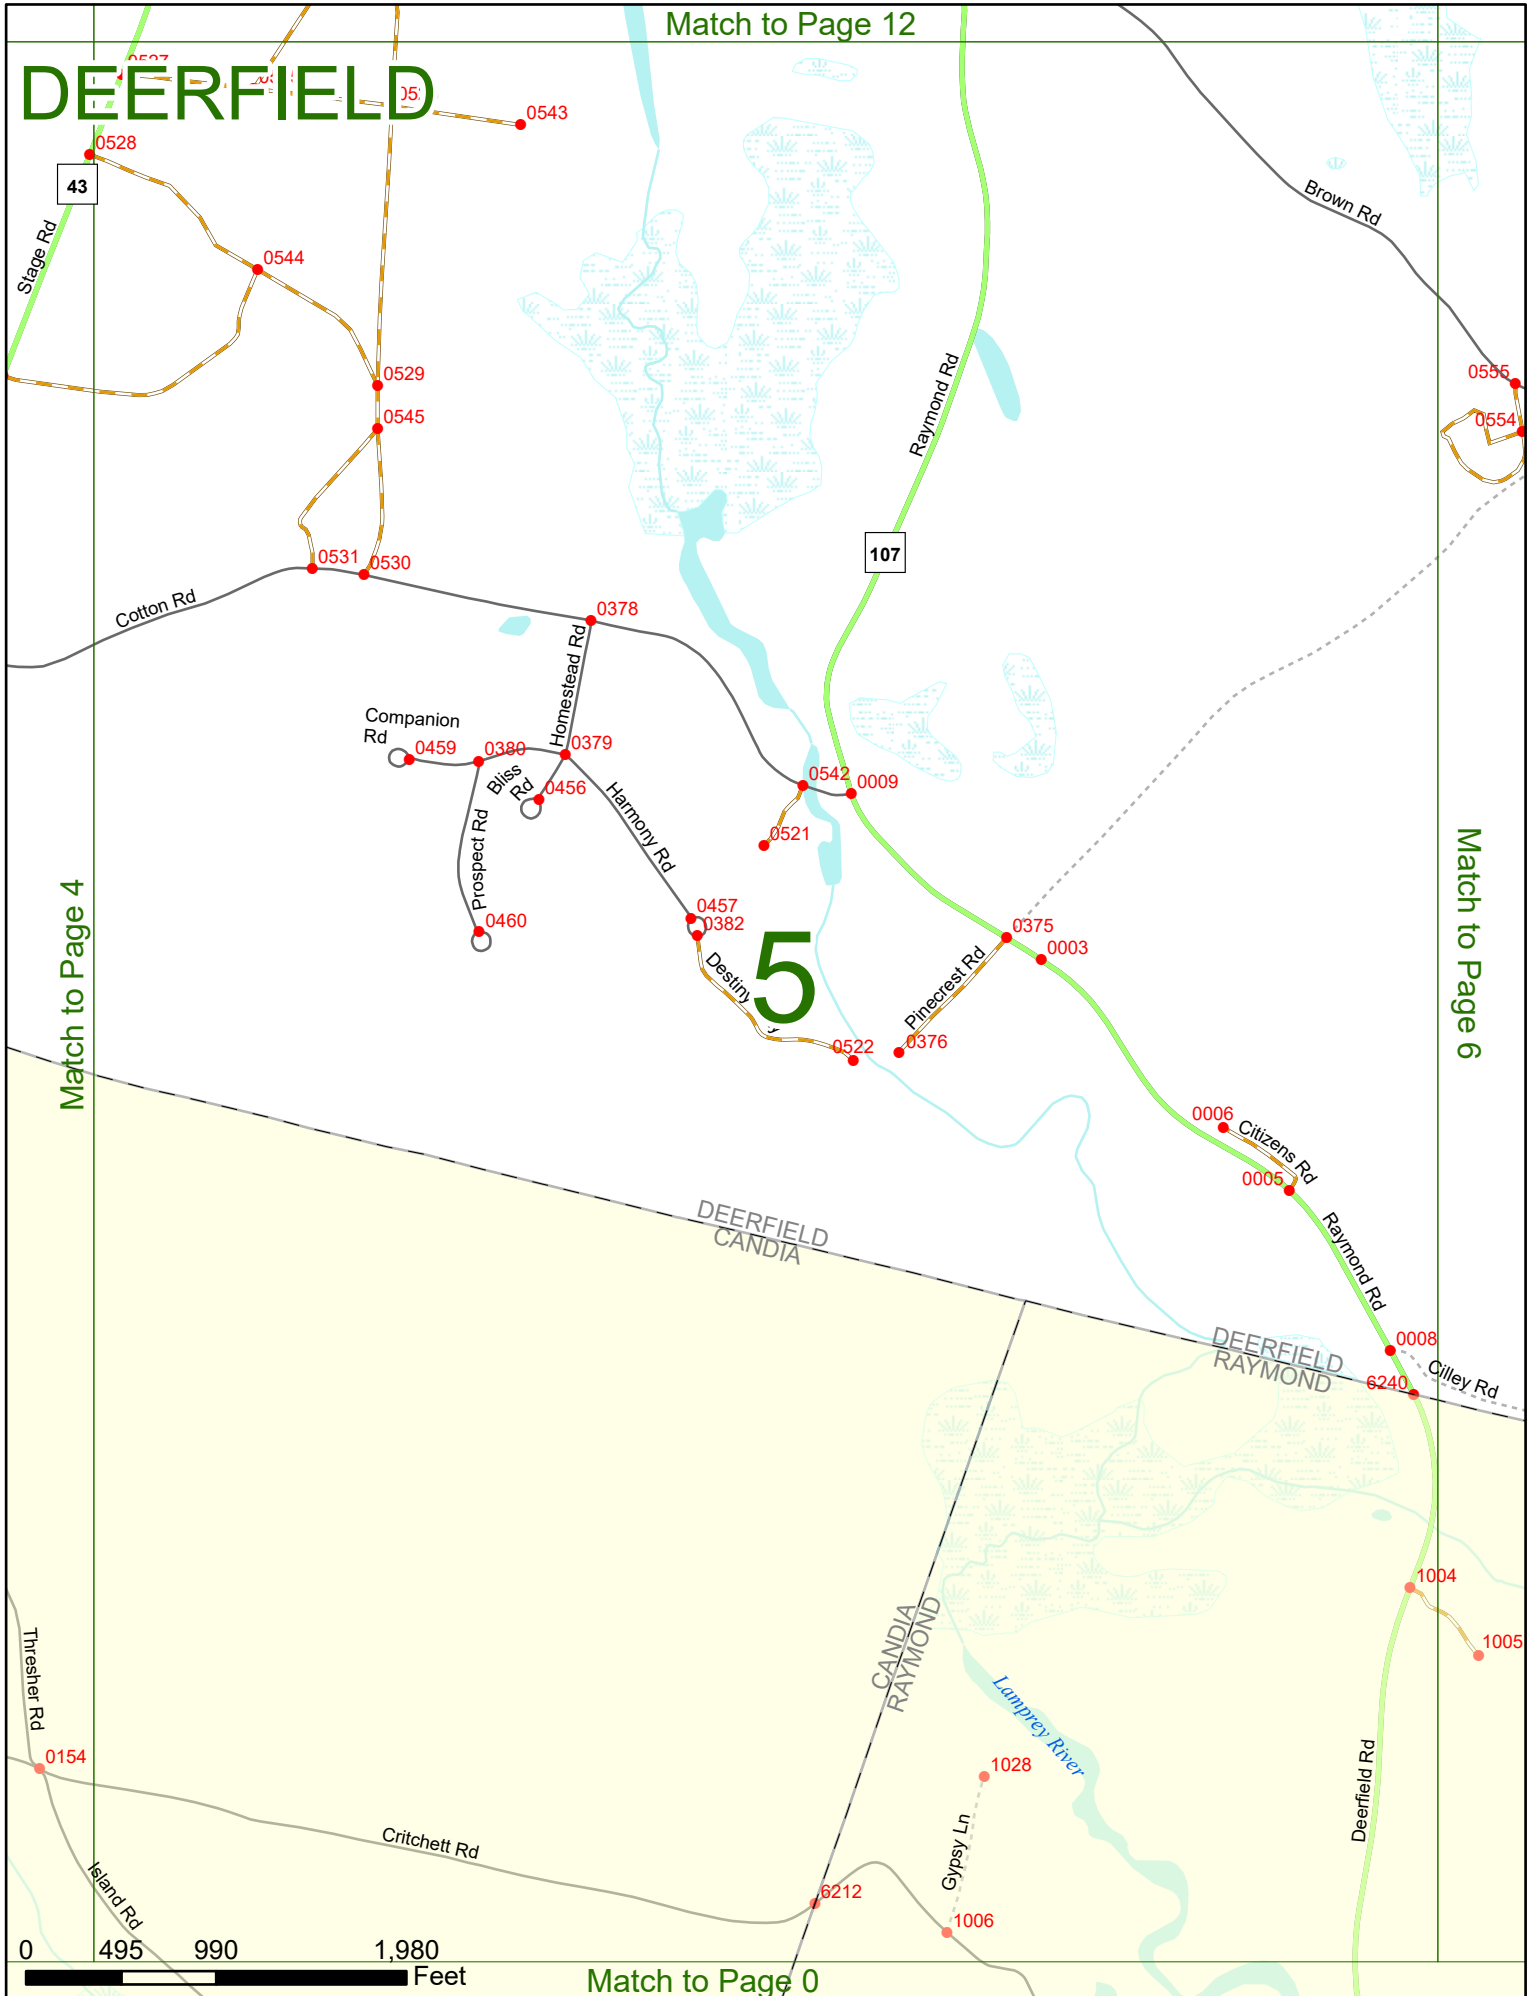 Match to Page 12
DEERFIELD
0527
0543
0528
43
Stage Rd
0544
Brown Rd
0529
0545
Raymond Rd
0555
0554
107
0531
0530
Cotton Rd
0378
Homestead Rd
Companion
Rd
0459
0380
0379
Bliss
Rd
0456
0542
0009
Harmony Rd
Prospect Rd
0521
0460
0457
0382
5
Destiny
0375
0003
Pinecrest Rd
0522
0376
Match to Page 4
Match to Page 6
0006
Citizens Rd
0005
Raymond Rd
DEERFIELD
CANDIA
DEERFIELD
RAYMOND
0008
6240
Cilley Rd
1004
1005
CANDIA
RAYMOND
Lamprey River
Thresher Rd
0154
1028
Gypsy Ln
Deerfield Rd
Critchett Rd
Island Rd
6212
1006
0 495 990 1,980
Feet
Match to Page 0